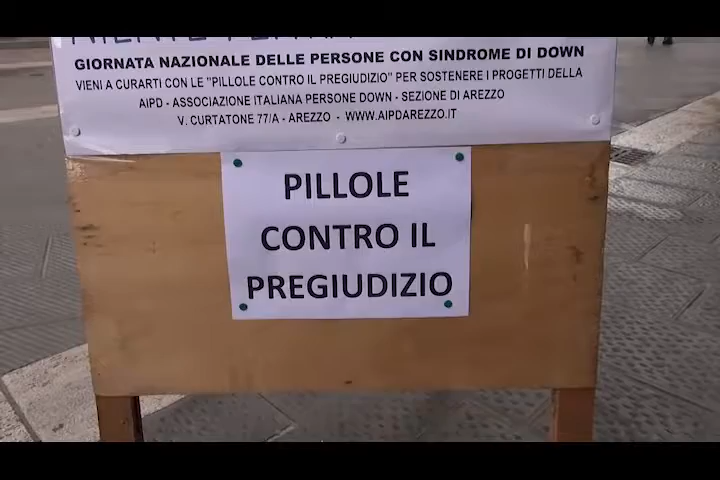 GIORNATA NAZIONALE DELLE PERSONE CON SINDROME DI DOWN
VIENI A CURARTI CON LE "PILLOLE CONTRO IL PREGIUDIZIO" PER SOSTENERE I PROGETTI DELLA
AIPD - ASSOCIAZIONE ITALIANA PERSONE DOWN - SEZIONE DI AREZZO
V. CURTATONE 77/A - AREZZO - WWW.AIPDAREZZO.IT
PILLOLE
CONTRO IL
PREGIUDIZIO